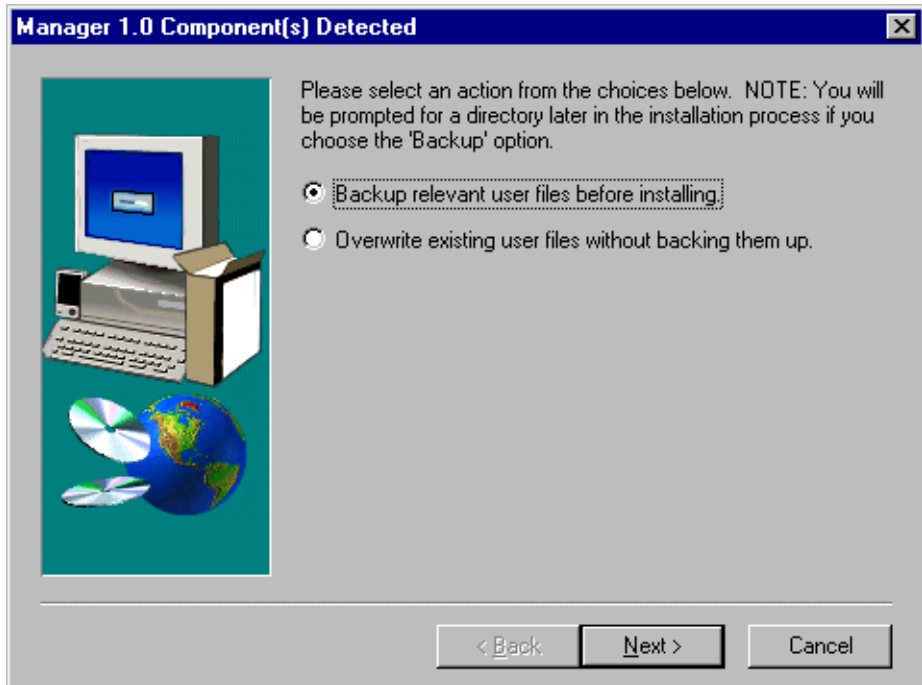 Manager 1.0 Component(s) Detected
Please select an action from the choices below.  NOTE: You will
be prompted for a directory later in the installation process if you
choose the 'Backup' option.
Backup relevant user files before installing.
Overwrite existing user files without backing them up.
< Back
Next >
Cancel